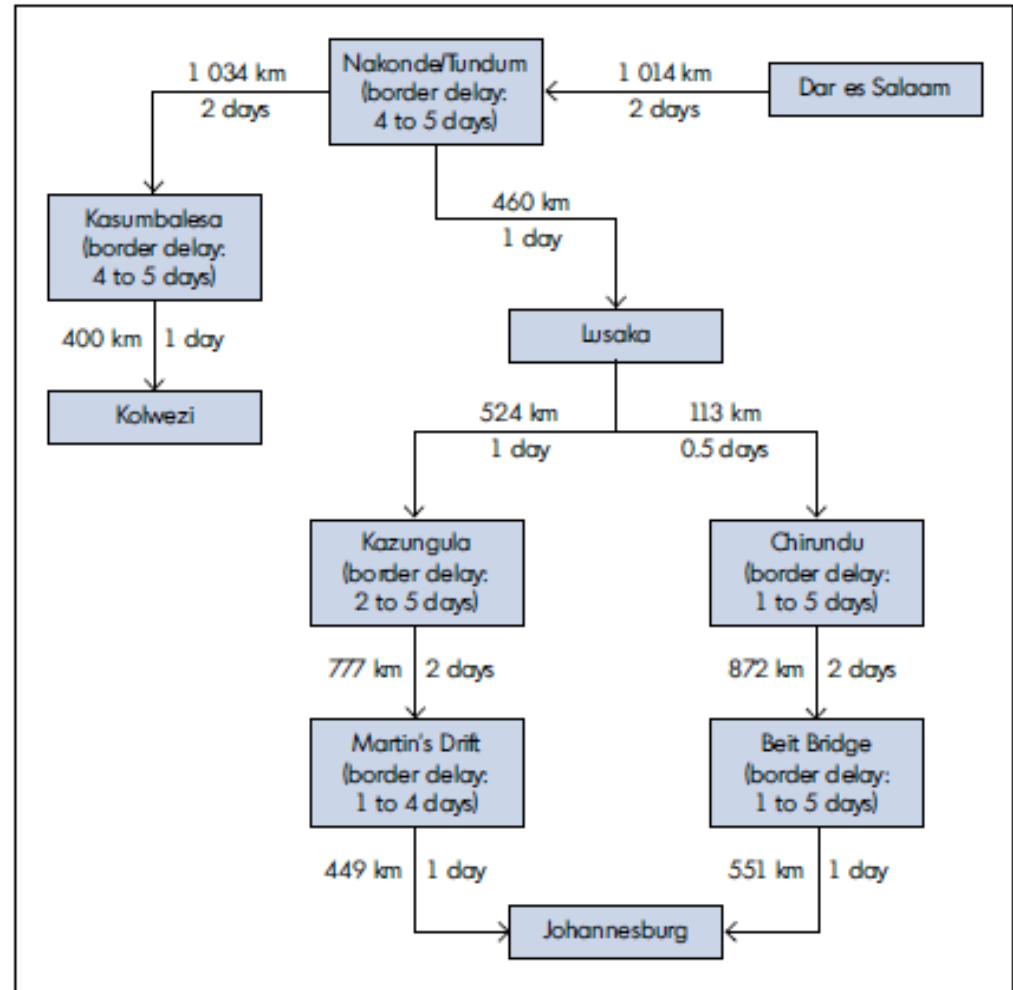 1 034 km
2 days
Nakonde/Tundum
(border delay:
4 to 5 days)
1 014 km
2 days
Dar es Salaam
Kasumbalesa
(border delay:
4 to 5 days)
460 km
1 day
400 km
1 day
Lusaka
Kolwezi
524 km
1 day
113 km
0.5 days
Kazungula
(border delay:
2 to 5 days)
Chirundu
(border delay:
1 to 5 days)
777 km
2 days
872 km
2 days
Martin's Drift
(border delay:
1 to 4 days)
Beit Bridge
(border delay:
1 to 5 days)
449 km
1 day
551 km
1 day
Johannesburg